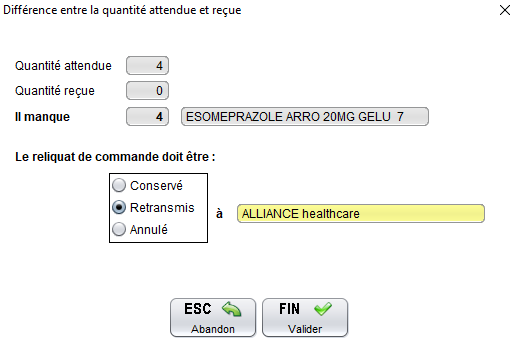 Différence entre la quantité attendue et reçue
Quantité attendue 4
Quantité reçue 0
Il manque 4 ESOMEPRAZOLE ARRO 20MG GELU 7
Le reliquat de commande doit être :
Conservé
Retransmis à ALLIANCE healthcare
Annulé
ESC FIN
Abandon Valider